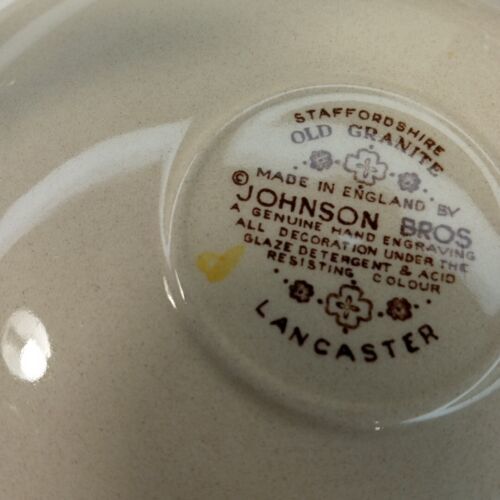 STAFFORDSHIRE
OLD GRANITE
© MADE IN ENGLAND BY
JOHNSON BROS
A GENUINE HAND ENGRAVING
ALL DECORATION UNDER THE
GLAZE DETERGENT & ACID
RESISTING COLOUR
LANCASTER